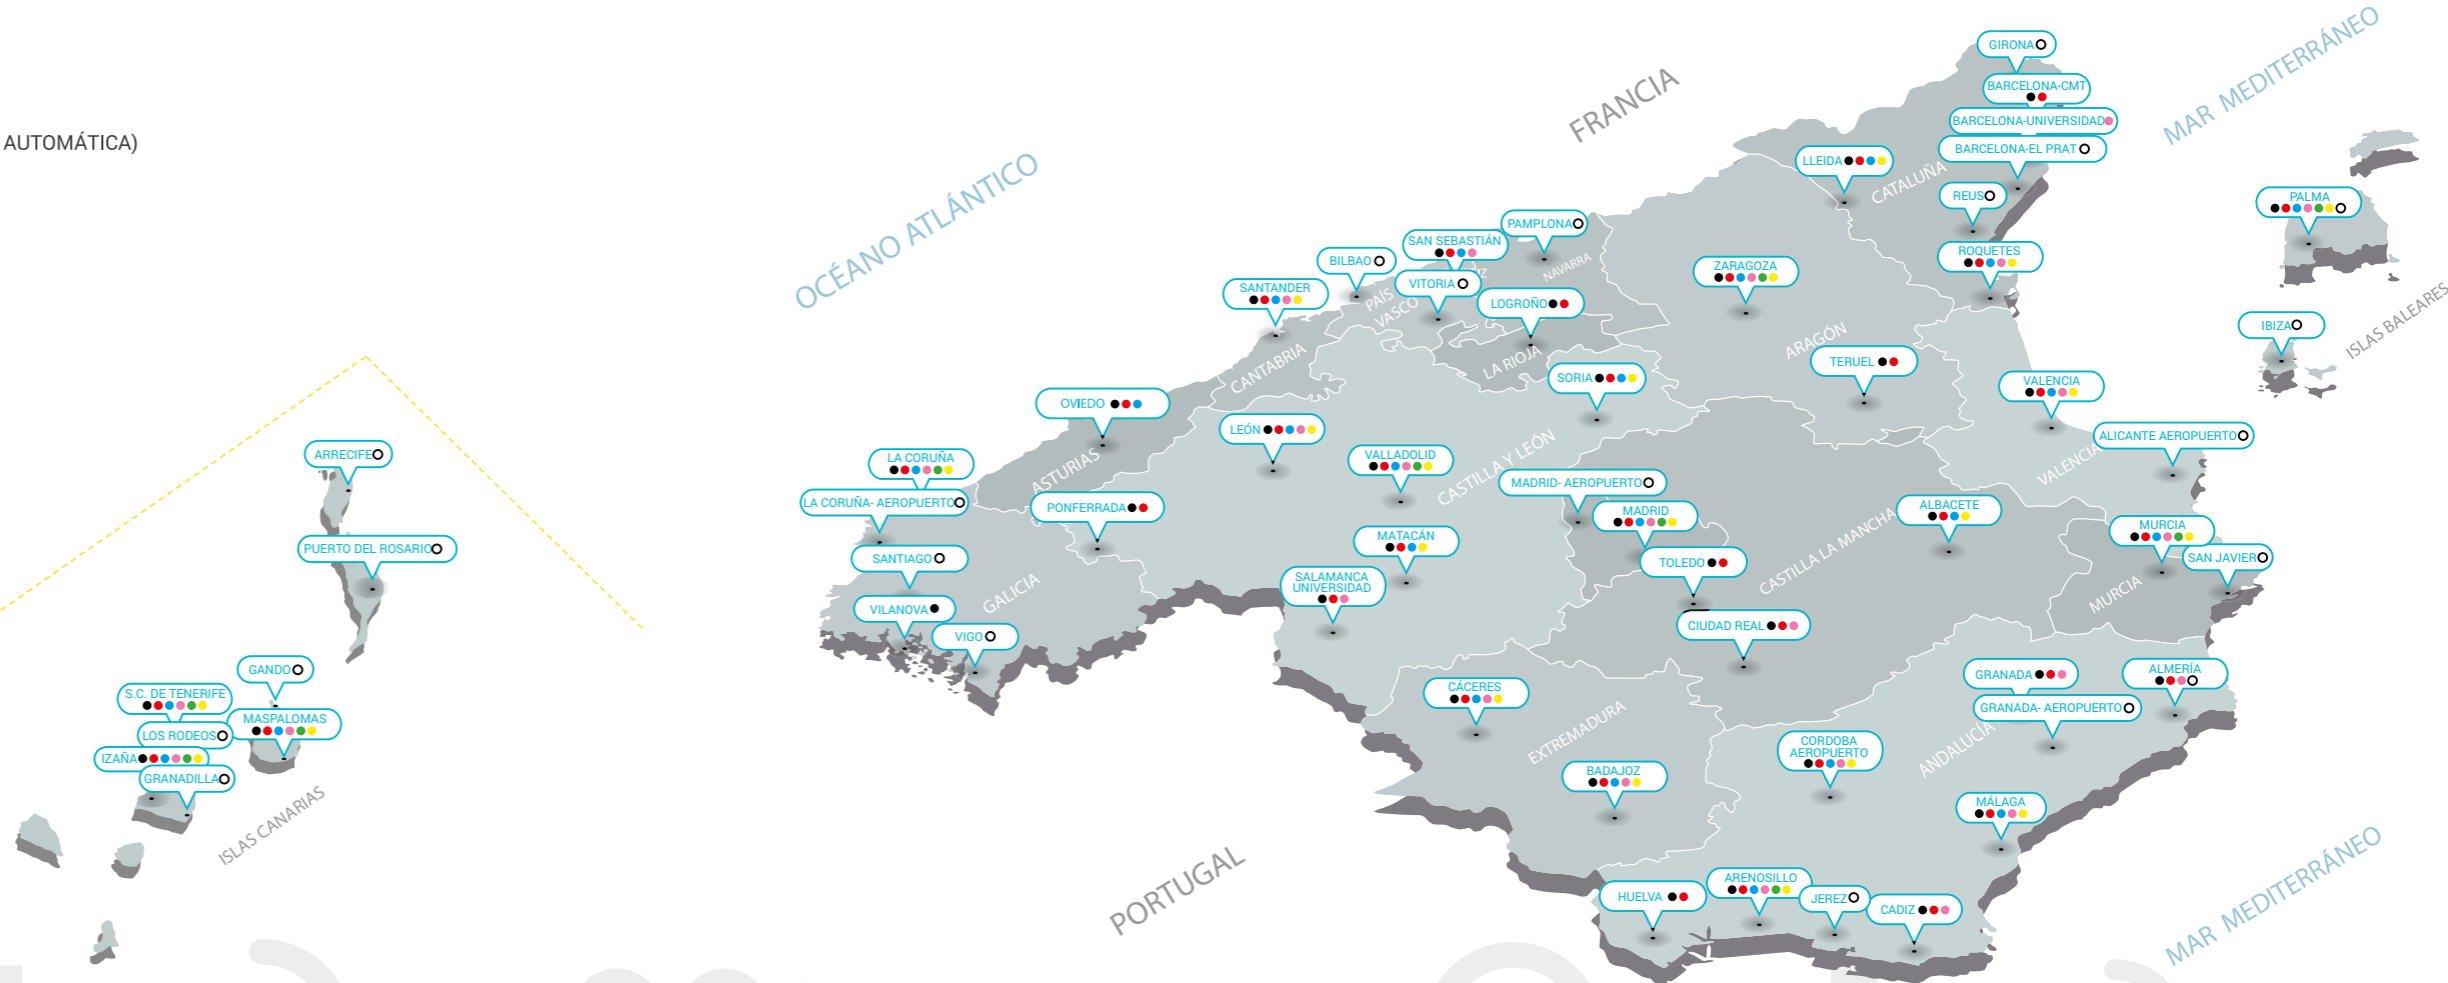 AUTOMÁTICA)
OCÉANO ATLÁNTICO
FRANCIA
MAR MEDITERRÁNEO
GIRONA
BARCELONA-CMT
BARCELONA-UNIVERSIDAD
BARCELONA-EL PRAT
LLEIDA
CATALUÑA
REUS
PALMA
PAMPLONA
SAN SEBASTIÁN
BILBAO
NAVARRA
ROQUETES
ZARAGOZA
VITORIA
SANTANDER
PAÍS
VASCO
LOGROÑO
ISLAS BALEARES
IBIZA
ARAGÓN
LA RIOJA
TERUEL
CANTABRIA
SORIA
VALENCIA
OVIEDO
LEÓN
ALICANTE AEROPUERTO
ARRECIFE
LA CORUÑA
VALLADOLID
CASTILLA Y LEÓN
ASTURIAS
VALENCIA
MADRID- AEROPUERTO
LA CORUÑA- AEROPUERTO
PONFERRADA
MADRID
ALBACETE
MURCIA
PUERTO DEL ROSARIO
MATACÁN
CASTILLA LA MANCHA
SANTIAGO
TOLEDO
SAN JAVIER
SALAMANCA
UNIVERSIDAD
GALICIA
MURCIA
VILANOVA
VIGO
CIUDAD REAL
GANDO
S.C. DE TENERIFE
CÁCERES
GRANADA
ALMERÍA
MASPALOMAS
LOS RODEOS
GRANADILLA
IZAÑA
EXTREMADURA
GRANADA- AEROPUERTO
CORDOBA
AEROPUERTO
ANDALUCÍA
BADAJOZ
MÁLAGA
ISLAS CANARIAS
PORTUGAL
HUELVA
ARENOSILLO
JEREZ
CADIZ
MAR MEDITERRÁNEO